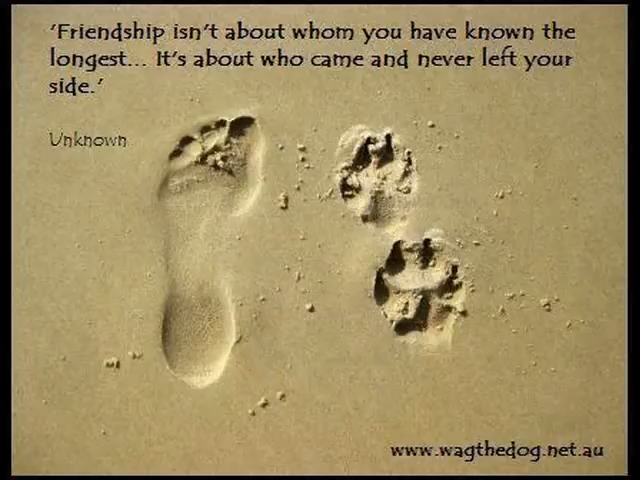 'Friendship isn't about whom you have known the
longest... It's about who came and never left your
side.'
Unknown
www.wagthedog.net.au